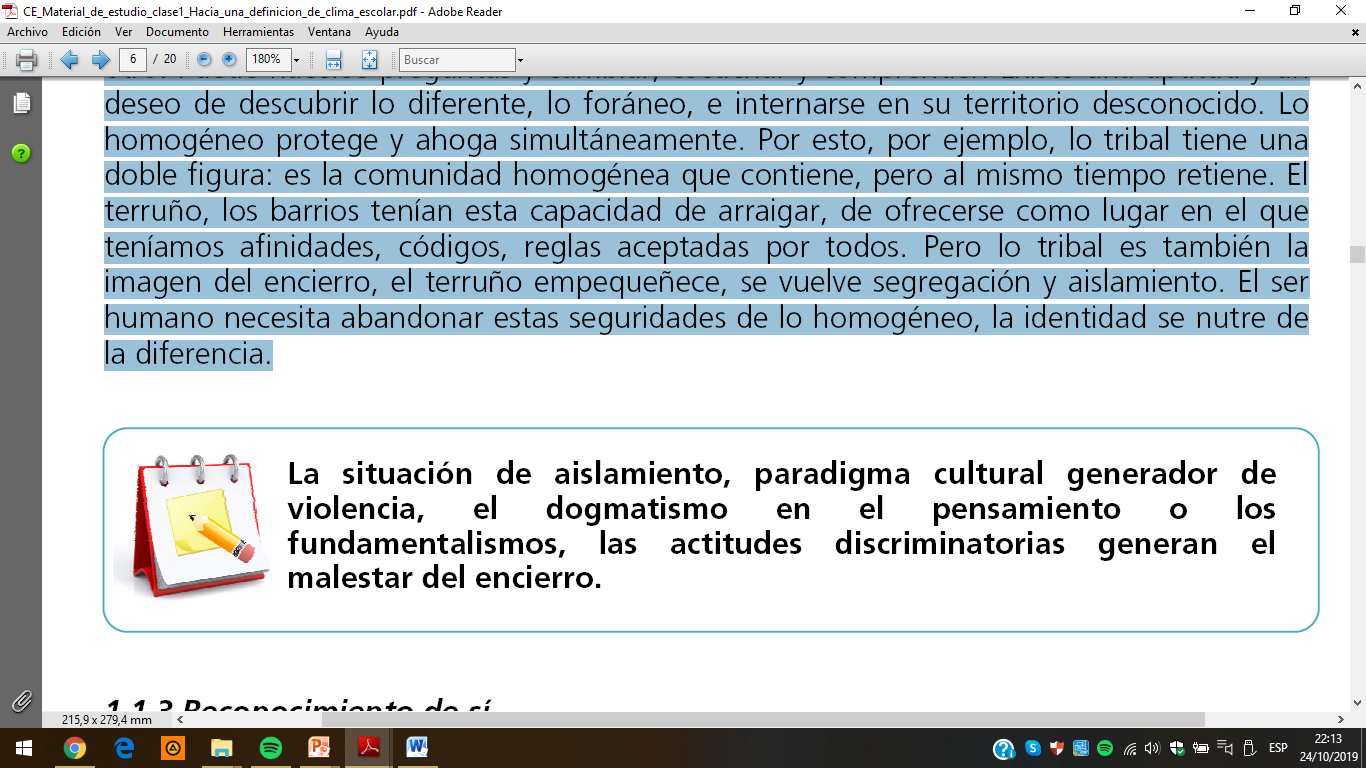 CE_Material_de_estudio_clase1_Hacia_una_definicion_de_clima_escolar.pdf - Adobe Reader
Archivo Edición Ver Documento Herramientas Ventana Ayuda
6 / 20 180% Buscar
deseo de descubrir lo diferente, lo foráneo, e internarse en su territorio desconocido. Lo
homogéneo protege y ahoga simultáneamente. Por esto, por ejemplo, lo tribal tiene una
doble figura: es la comunidad homogénea que contiene, pero al mismo tiempo retiene. El
terruño, los barrios tenían esta capacidad de arraigar, de ofrecerse como lugar en el que
teníamos afinidades, códigos, reglas aceptadas por todos. Pero lo tribal es también la
imagen del encierro, el terruño empequeñece, se vuelve segregación y aislamiento. El ser
humano necesita abandonar estas seguridades de lo homogéneo, la identidad se nutre de
la diferencia.
La situación de aislamiento, paradigma cultural generador de
violencia, el dogmatismo en el pensamiento o los
fundamentalismos, las actitudes discriminatorias generan el
malestar del encierro.
1.1.3 Reconocimiento de sí
215,9 x 279,4 mm
ESP
22:13
24/10/2019